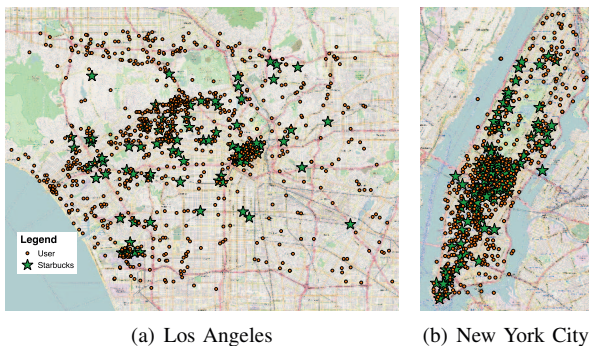 Legend
User
Starbucks
(a) Los Angeles
(b) New York City